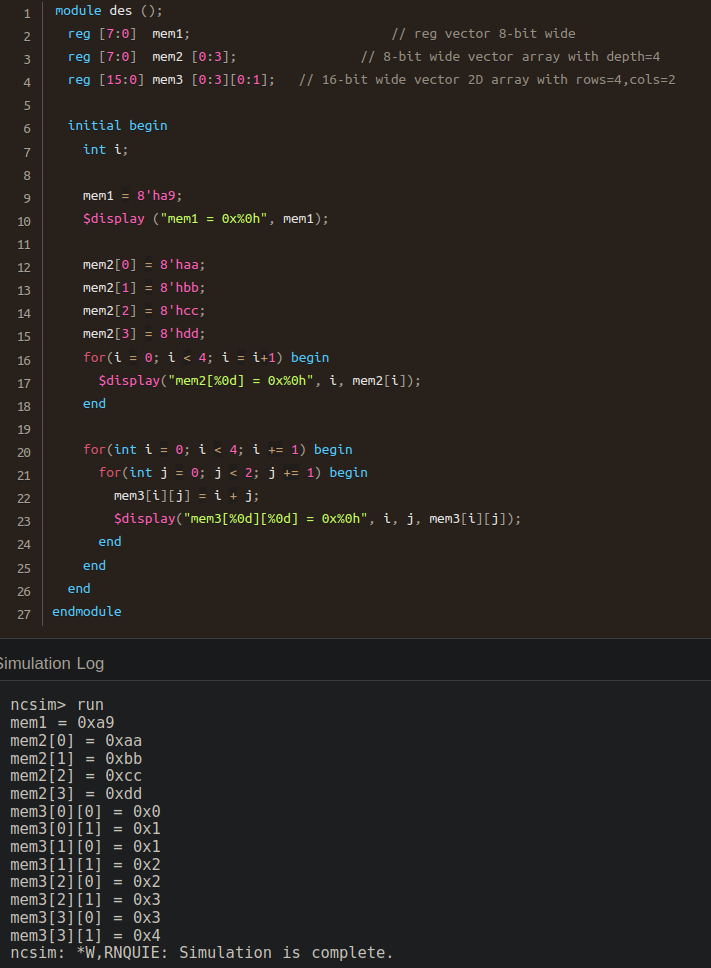 1 module des ();
2 reg [7:0] mem1; // reg vector 8-bit wide
3 reg [7:0] mem2 [0:3]; // 8-bit wide vector array with depth=4
4 reg [15:0] mem3 [0:3][0:1]; // 16-bit wide vector 2D array with rows=4,cols=2
5
6 initial begin
7 int i;
8
9 mem1 = 8'ha9;
10 $display ("mem1 = 0x%0h", mem1);
11
12 mem2[0] = 8'haa;
13 mem2[1] = 8'hbb;
14 mem2[2] = 8'hcc;
15 mem2[3] = 8'hdd;
16 for(i = 0; i < 4; i = i+1) begin
17 $display("mem2[%0d] = 0x%0h", i, mem2[i]);
18 end
19
20 for(int i = 0; i < 4; i += 1) begin
21 for(int j = 0; j < 2; j += 1) begin
22 mem3[i][j] = i + j;
23 $display("mem3[%0d][%0d] = 0x%0h", i, j, mem3[i][j]);
24 end
25 end
26 end
27 endmodule
Simulation Log
ncsim> run
mem1 = 0xa9
mem2[0] = 0xaa
mem2[1] = 0xbb
mem2[2] = 0xcc
mem2[3] = 0xdd
mem3[0][0] = 0x0
mem3[0][1] = 0x1
mem3[1][0] = 0x1
mem3[1][1] = 0x2
mem3[2][0] = 0x2
mem3[2][1] = 0x3
mem3[3][0] = 0x3
mem3[3][1] = 0x4
ncsim: *W,RNQUIE: Simulation is complete.